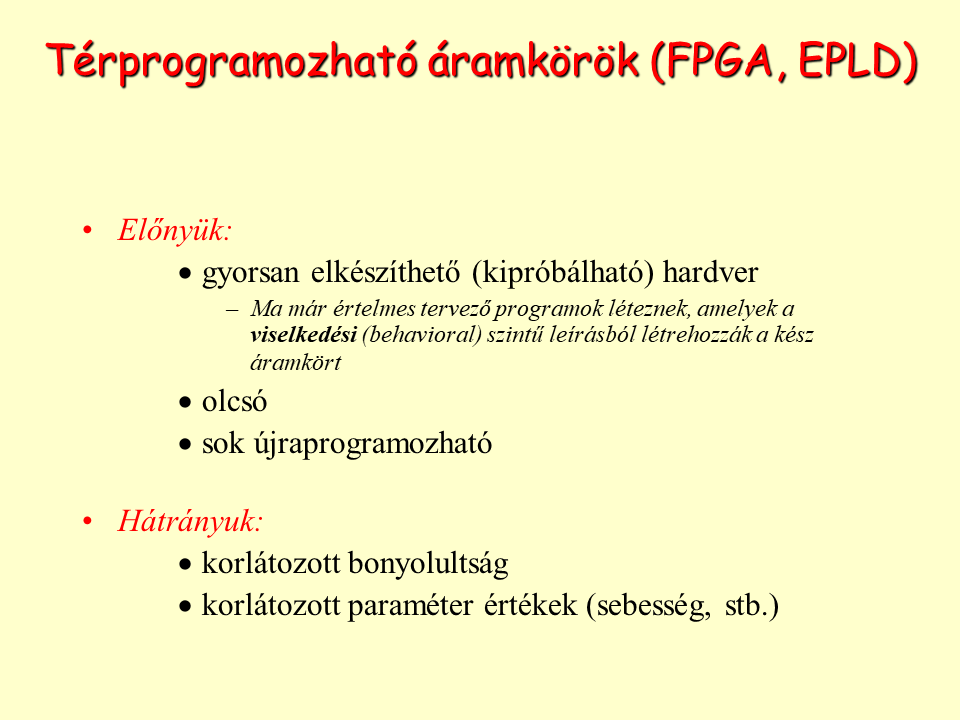 Térprogramozható áramkörök (FPGA, EPLD)
• Előnyük:
• gyorsan elkészíthető (kipróbálható) hardver
– Ma már értelmes tervező programok léteznek, amelyek a
viselkedési (behavioral) szintű leírásból létrehozzák a kész
áramkört
• olcsó
• sok újraprogramozható
• Hátrányuk:
• korlátozott bonyolultság
• korlátozott paraméter értékek (sebesség, stb.)